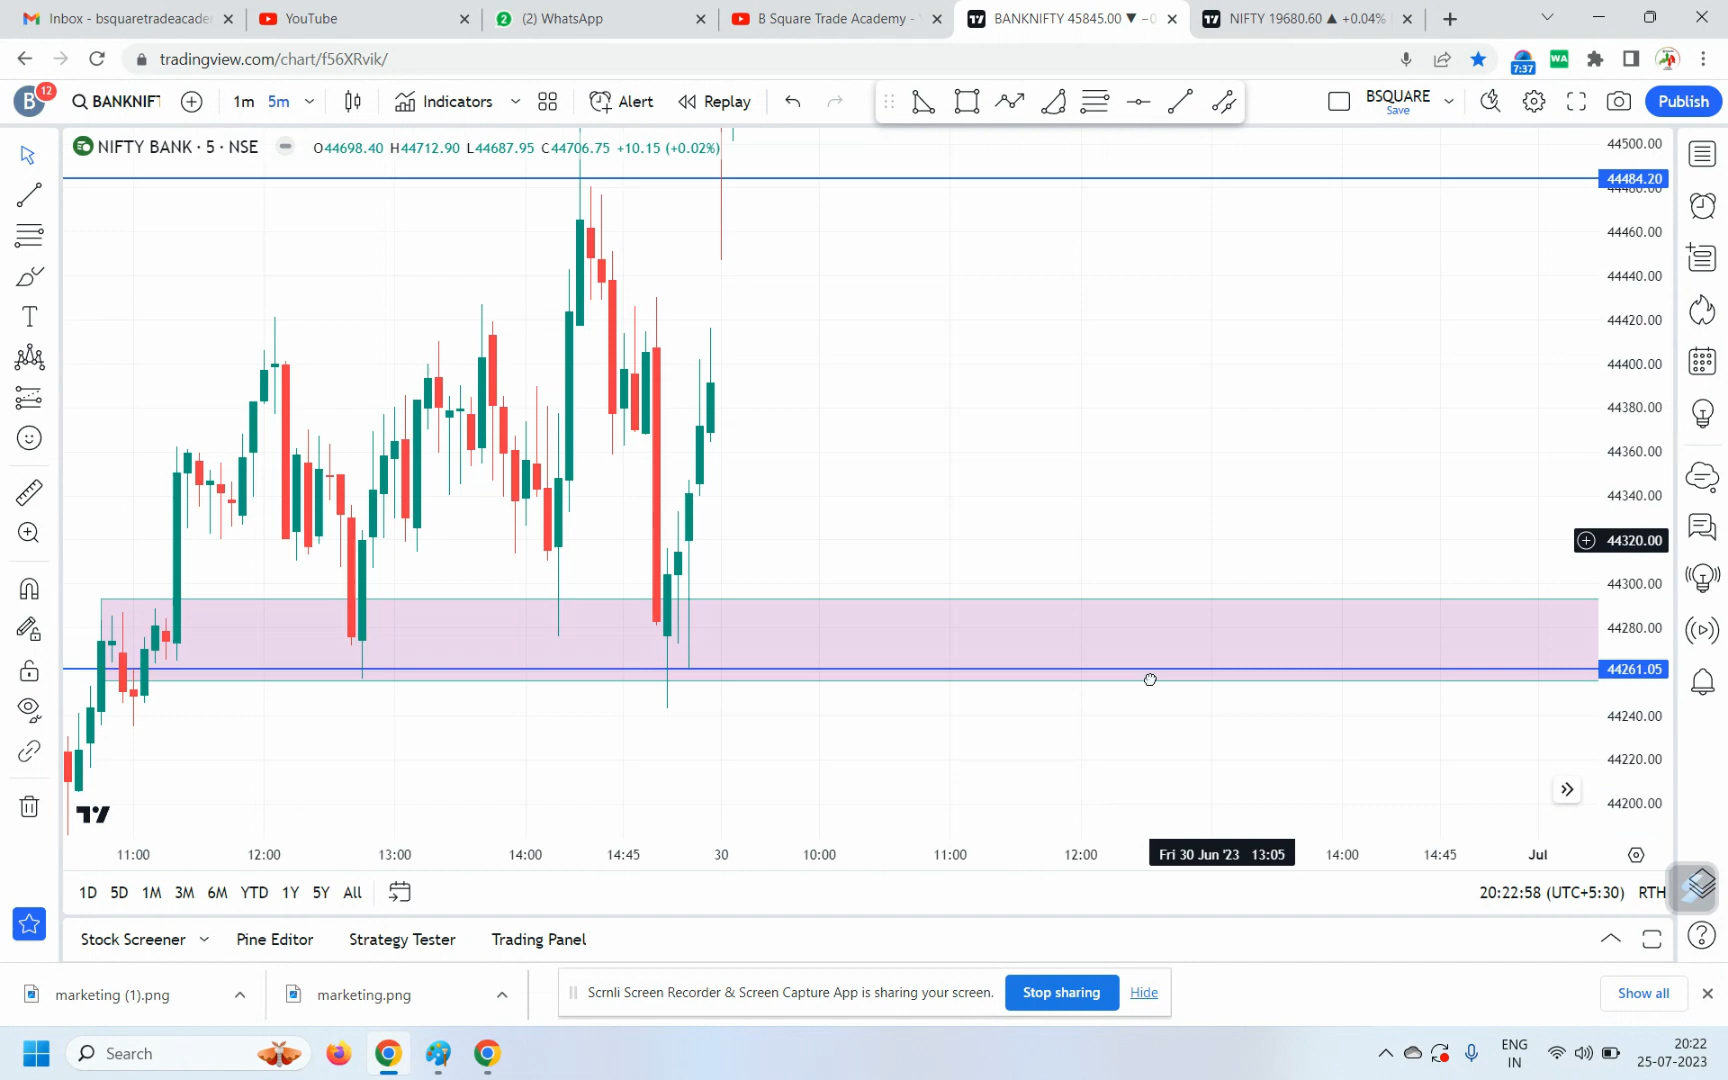 Inbox - bsquaretradeacade
YouTube
(2) WhatsApp
B Square Trade Academy -
BANKNIFTY 45845.00 ▼ −0
NIFTY 19680.60 ▲ +0.04%
tradingview.com/chart/f56XRvik/
7:37
WA
B
12
BANKNIFT
1m
5m
Indicators
Alert
Replay
BSQUARE
Save
Publish
NIFTY BANK · 5 · NSE
O44698.40 H44712.90 L44687.95 C44706.75 +10.15 (+0.02%)
44500.00
44484.20
44480.00
44460.00
44440.00
44420.00
44400.00
44380.00
44360.00
44340.00
44320.00
44300.00
44280.00
44261.05
44240.00
44220.00
44200.00
11:00
12:00
13:00
14:00
14:45
30
10:00
11:00
12:00
Fri 30 Jun '23 13:05
14:00
14:45
Jul
1D
5D
1M
3M
6M
YTD
1Y
5Y
All
20:22:58 (UTC+5:30)
RTH
Stock Screener
Pine Editor
Strategy Tester
Trading Panel
marketing (1).png
marketing.png
Scrnli Screen Recorder & Screen Capture App is sharing your screen.
Stop sharing
Hide
Show all
Search
ENG
IN
20:22
25-07-2023